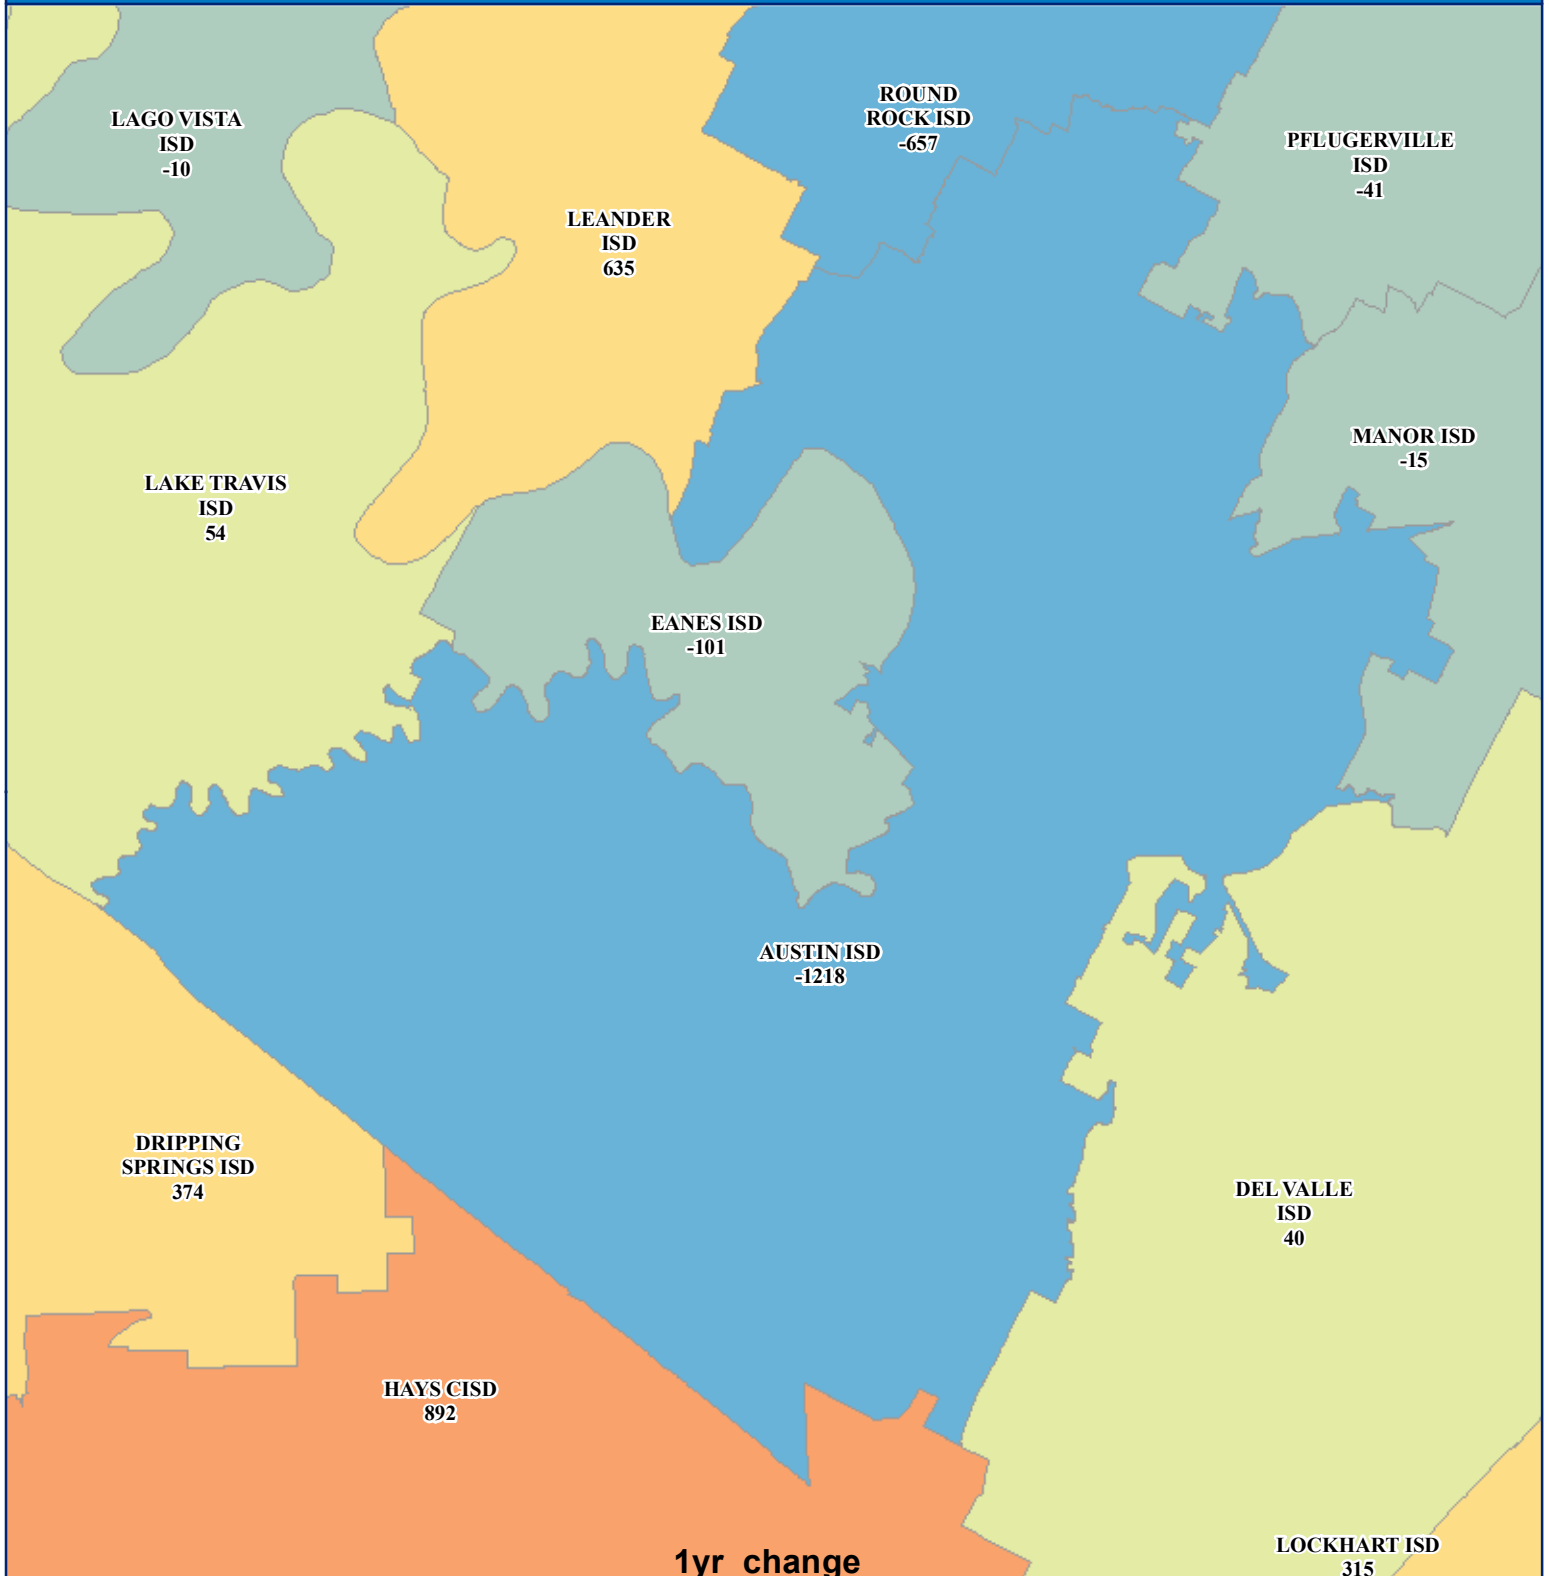 LAGO VISTA
ISD
-10
ROUND
ROCK ISD
-657
PFLUGERVILLE
ISD
-41
LEANDER
ISD
635
MANOR ISD
-15
LAKE TRAVIS
ISD
54
EANES ISD
-101
AUSTIN ISD
-1218
DRIPPING
SPRINGS ISD
374
DEL VALLE
ISD
40
HAYS CISD
892
LOCKHART ISD
315
1yr change